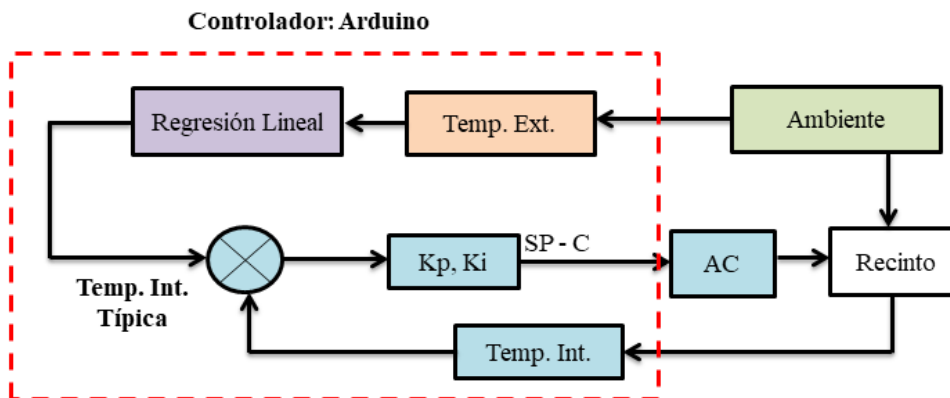 Controlador: Arduino
Regresión Lineal
Temp. Ext.
Ambiente
Temp. Int.
Típica
Kp, Ki
SP - C
AC
Recinto
Temp. Int.